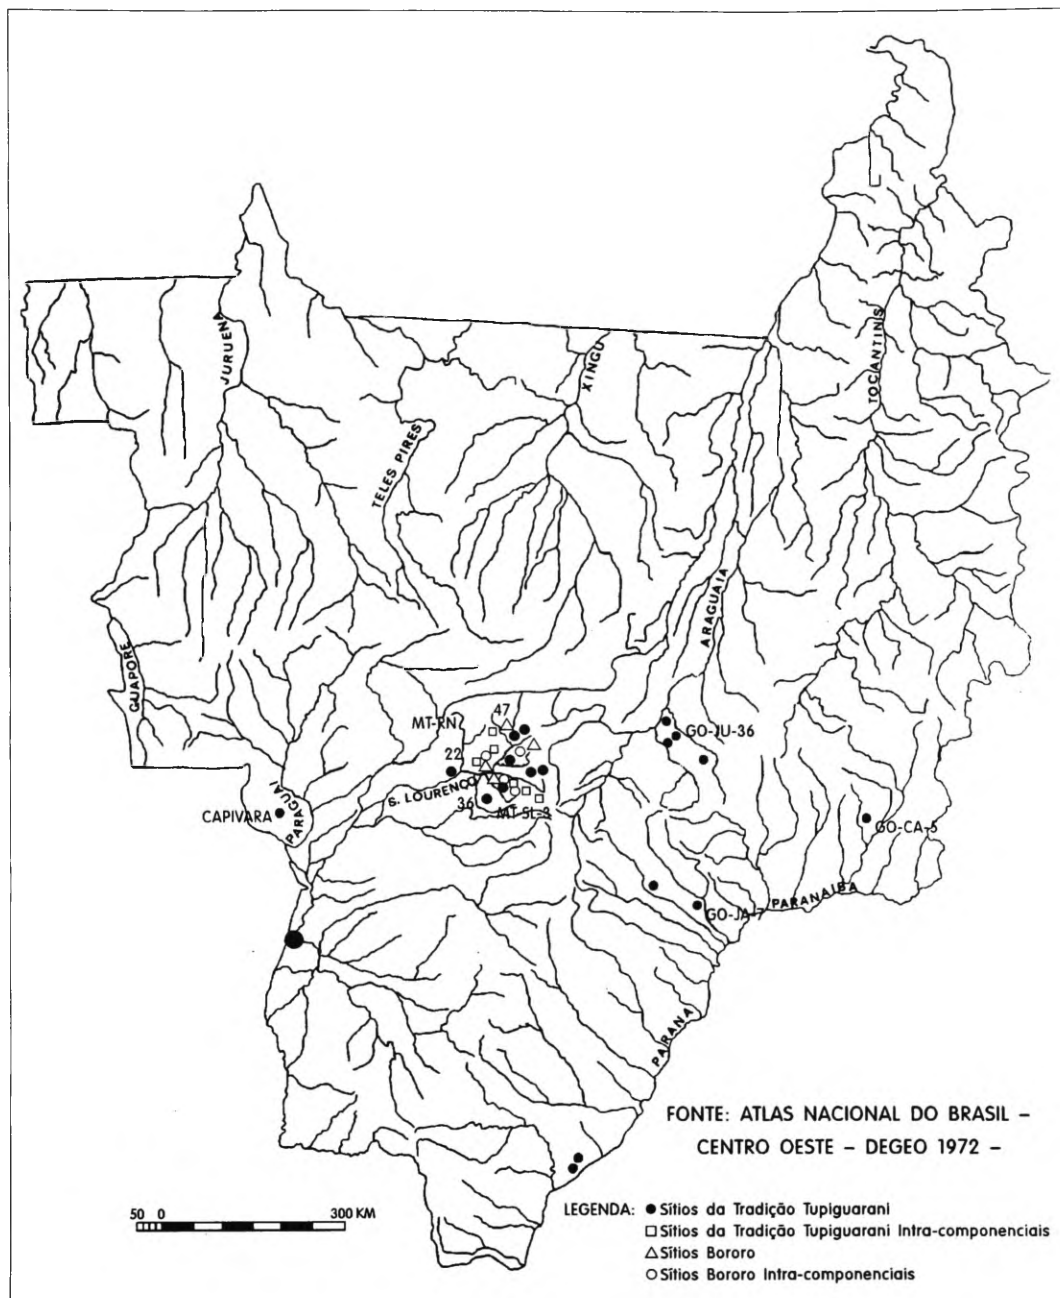 TOCANTINS
JURUENA
XINGU
TELES PIRES
ARAGUAIA
GUAPORÉ
47
MT-RN
GO-JU-36
22
S. LOURENÇO
PARAGUAI
36
MT-SL-3
CAPIVARA
GO-CA-5
PARANAIBA
GO-JA-7
PARANA
FONTE: ATLAS NACIONAL DO BRASIL –
CENTRO OESTE – DEGEO 1972 –
50 0 300 KM
LEGENDA: ● Sítios da Tradição Tupiguarani
□ Sítios da Tradição Tupiguarani Intra-componenciais
△ Sítios Bororo
○ Sítios Bororo Intra-componenciais